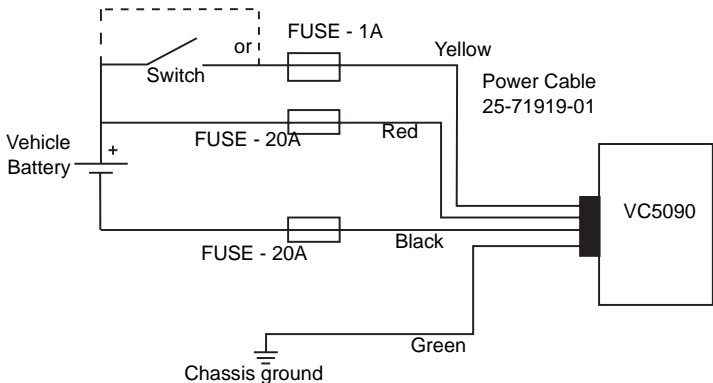 FUSE - 1A
or
Yellow
Switch
Power Cable
25-71919-01
FUSE - 20A
Red
Vehicle
Battery
+
VC5090
FUSE - 20A
Black
Green
Chassis ground